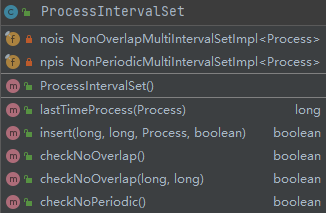 ProcessIntervalSet
nois NonOverlapMultiIntervalSetImpl<Process>
npis NonPeriodicMultiIntervalSetImpl<Process>
ProcessIntervalSet()
lastTimeProcess(Process) long
insert(long, long, Process, boolean) boolean
checkNoOverlap() boolean
checkNoOverlap(long, long) boolean
checkNoPeriodic() boolean